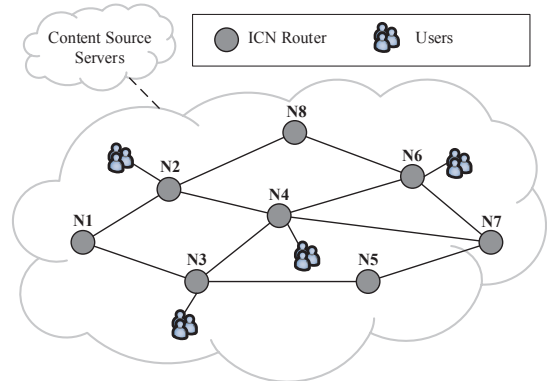 Content Source
Servers
ICN Router
Users
N8
N2
N6
N4
N1
N7
N3
N5